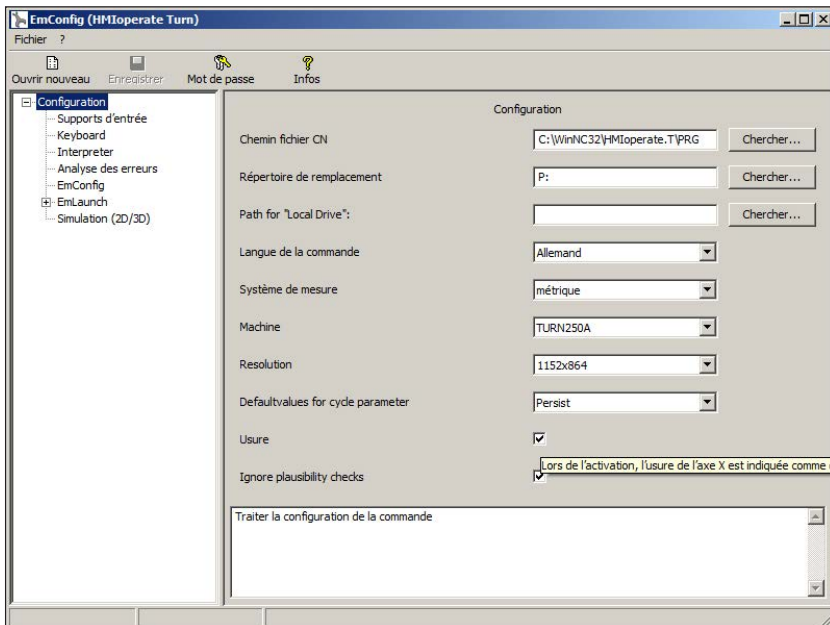 EmConfig (HMIoperate Turn)
Fichier ?
Ouvrir nouveau Enregistrer Mot de passe Infos
Configuration
Supports d'entrée
Keyboard
Interpreter
Analyse des erreurs
EmConfig
EmLaunch
Simulation (2D/3D)
Configuration
Chemin fichier CN C:\WinNC32\HMIoperate.T\PRG Chercher...
Répertoire de remplacement P: Chercher...
Path for "Local Drive": Chercher...
Langue de la commande Allemand
Système de mesure métrique
Machine TURN250A
Resolution 1152x864
Defaultvalues for cycle parameter Persist
Usure
Lors de l'activation, l'usure de l'axe X est indiquée comme
Ignore plausibility checks
Traiter la configuration de la commande